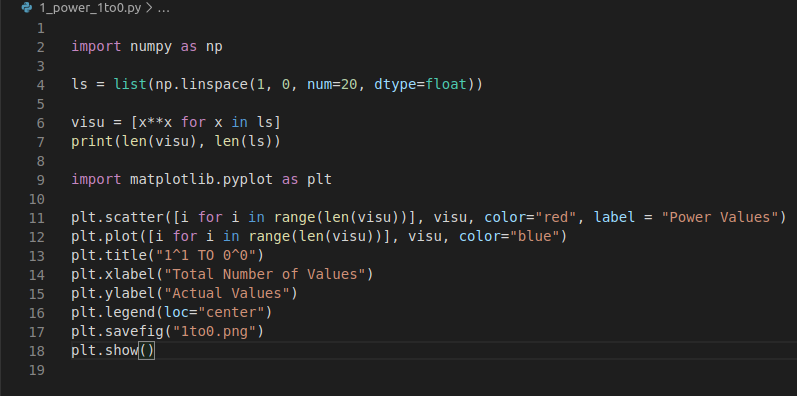 1_power_1to0.py > ...
1
2 import numpy as np
3
4 ls = list(np.linspace(1, 0, num=20, dtype=float))
5
6 visu = [x**x for x in ls]
7 print(len(visu), len(ls))
8
9 import matplotlib.pyplot as plt
10
11 plt.scatter([i for i in range(len(visu))], visu, color="red", label = "Power Values")
12 plt.plot([i for i in range(len(visu))], visu, color="blue")
13 plt.title("1^1 TO 0^0")
14 plt.xlabel("Total Number of Values")
15 plt.ylabel("Actual Values")
16 plt.legend(loc="center")
17 plt.savefig("1to0.png")
18 plt.show()
19